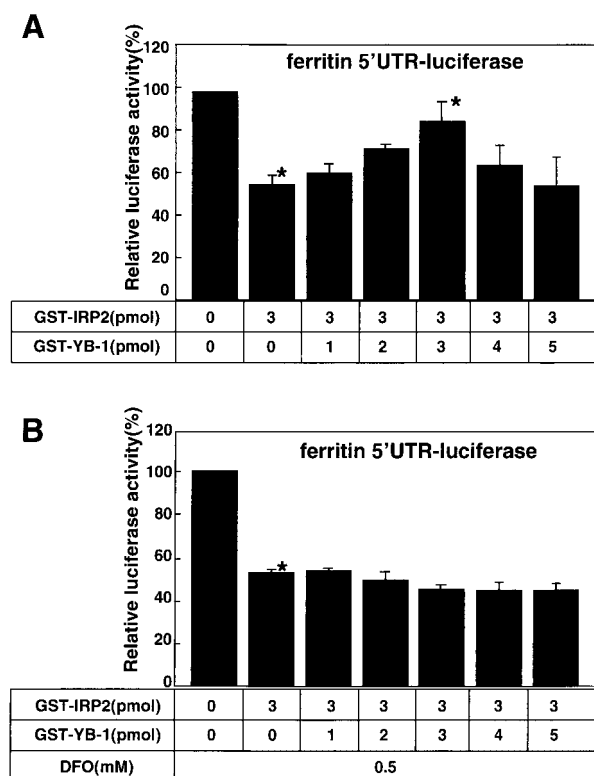 A
ferritin 5'UTR-luciferase
Relative luciferase activity(%)
120
100
80
60
40
20
0
*
*
GST-IRP2(pmol) 0 3 3 3 3 3 3
GST-YB-1(pmol) 0 0 1 2 3 4 5
B
ferritin 5'UTR-luciferase
Relative luciferase activity(%)
120
100
80
60
40
20
0
*
GST-IRP2(pmol) 0 3 3 3 3 3 3
GST-YB-1(pmol) 0 0 1 2 3 4 5
DFO(mM) 0.5